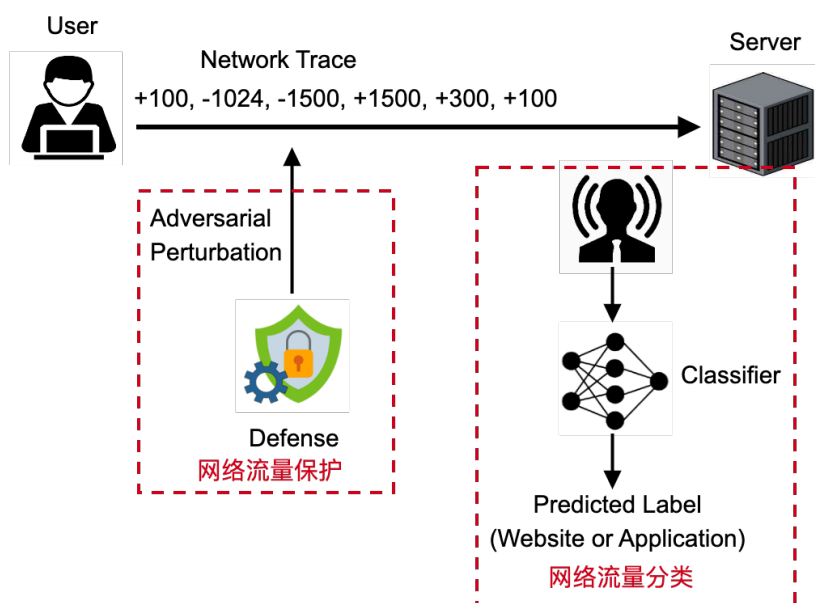 User
Server
Network Trace
+100, -1024, -1500, +1500, +300, +100
Adversarial
Perturbation
Defense
网络流量保护
Classifier
Predicted Label
(Website or Application)
网络流量分类